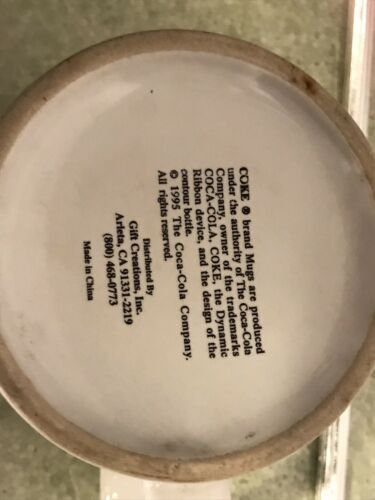 COKE ® brand Mugs are produced
under the authority of The Coca-Cola
Company, owner of the trademarks
COCA-COLA, COKE, the Dynamic
Ribbon device, and the design of the
contour bottle.
© 1995 The Coca-Cola Company.
All rights reserved.
Distributed By
Gift Creations, Inc.
Arleta, CA 91331-2219
(800) 468-0773
Made in China